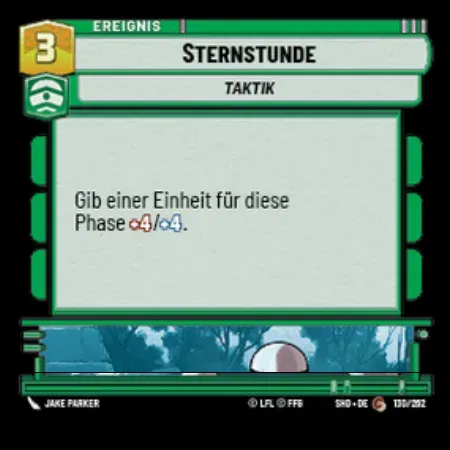 EREIGNIS
3
STERNSTUNDE
TAKTIK
Gib einer Einheit für diese
Phase +4/+4.
JAKE PARKER
© LFL © FFG
SHD • DE
130/262